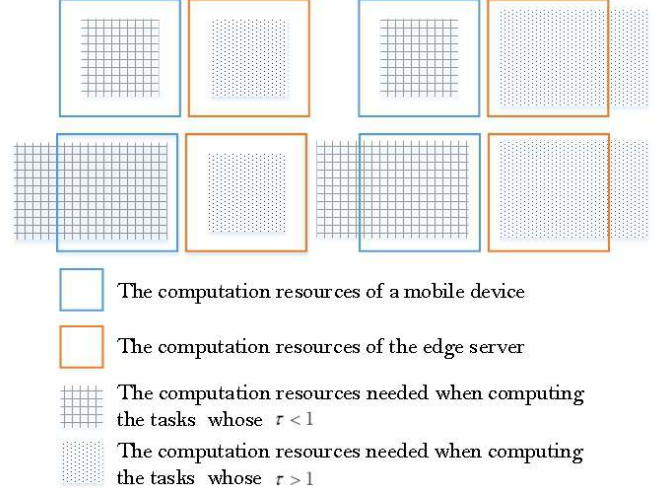 The computation resources of a mobile device
The computation resources of the edge server
The computation resources needed when computing
the tasks whose τ < 1
The computation resources needed when computing
the tasks whose τ > 1